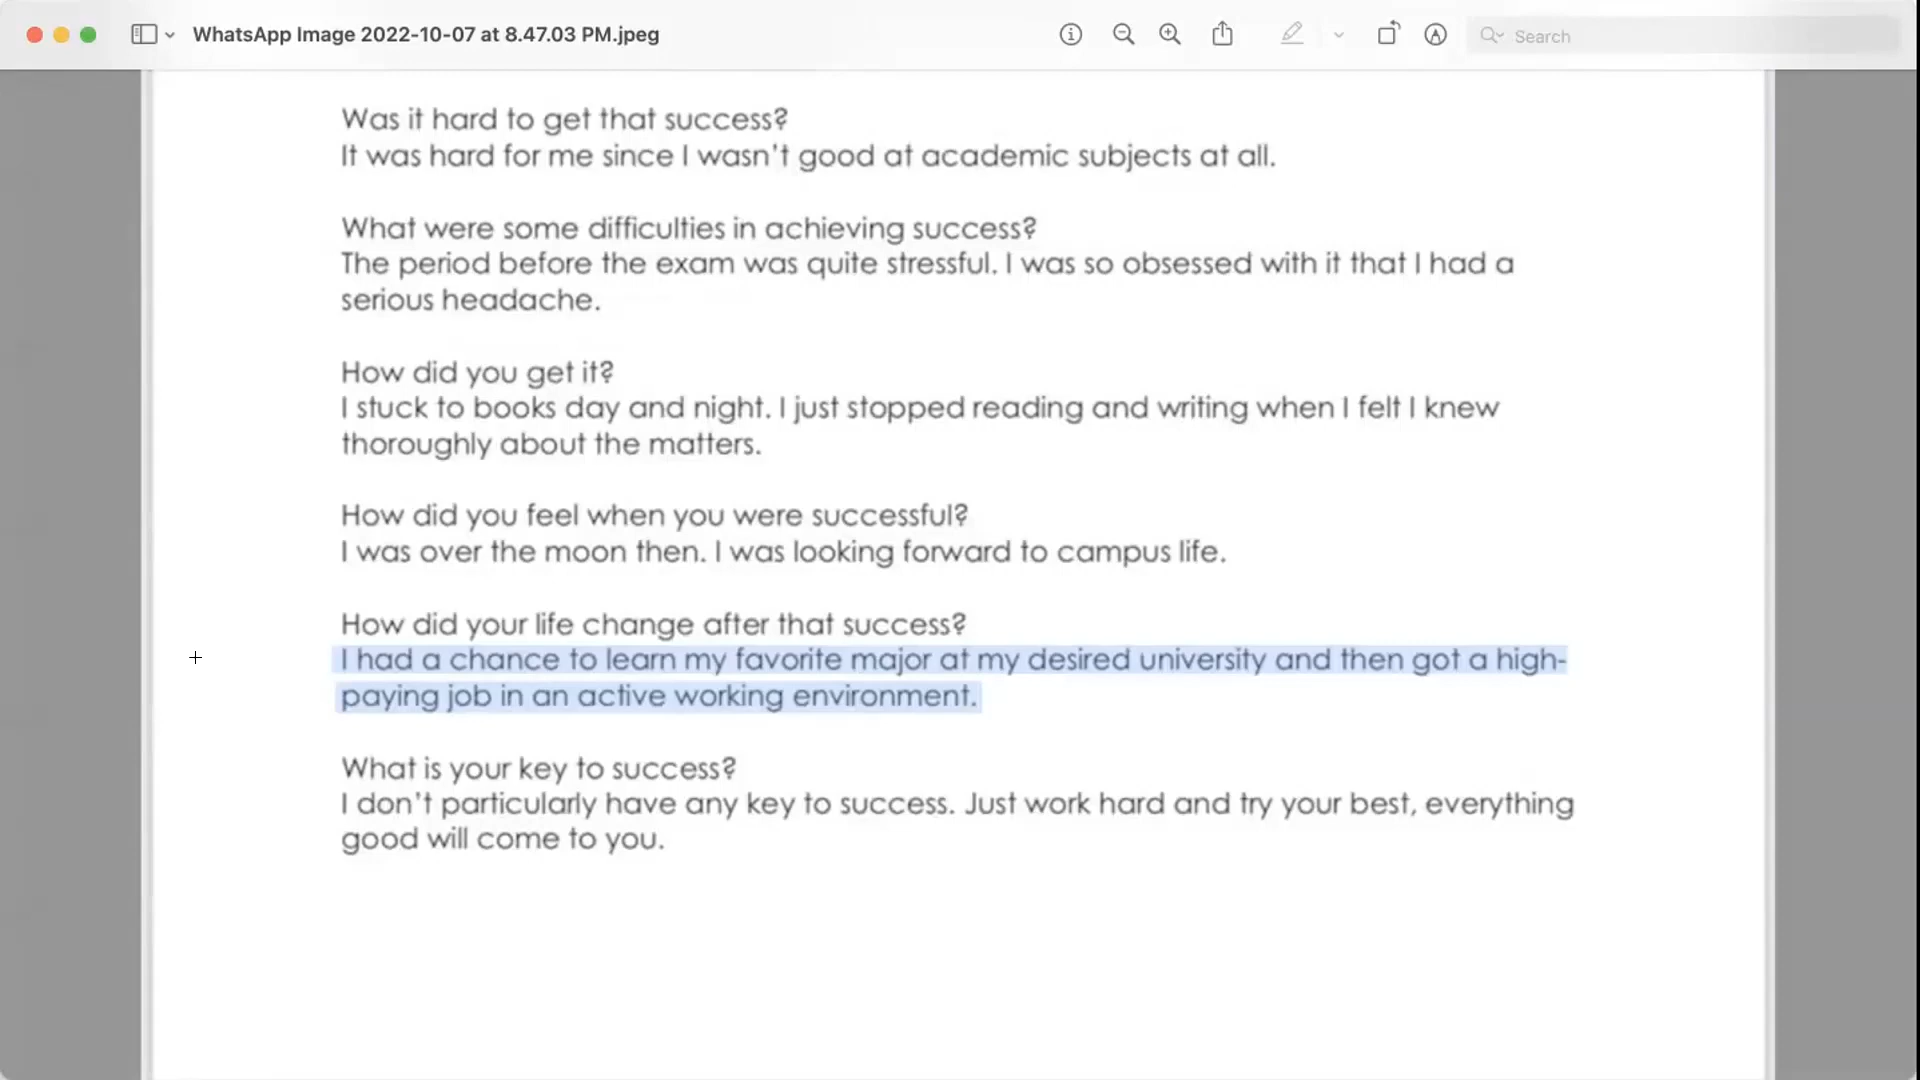 WhatsApp Image 2022-10-07 at 8.47.03 PM.jpeg
Search
Was it hard to get that success?
It was hard for me since I wasn't good at academic subjects at all.
What were some difficulties in achieving success?
The period before the exam was quite stressful. I was so obsessed with it that I had a
serious headache.
How did you get it?
I stuck to books day and night. I just stopped reading and writing when I felt I knew
thoroughly about the matters.
How did you feel when you were successful?
I was over the moon then. I was looking forward to campus life.
How did your life change after that success?
I had a chance to learn my favorite major at my desired university and then got a high-
paying job in an active working environment.
What is your key to success?
I don't particularly have any key to success. Just work hard and try your best, everything
good will come to you.